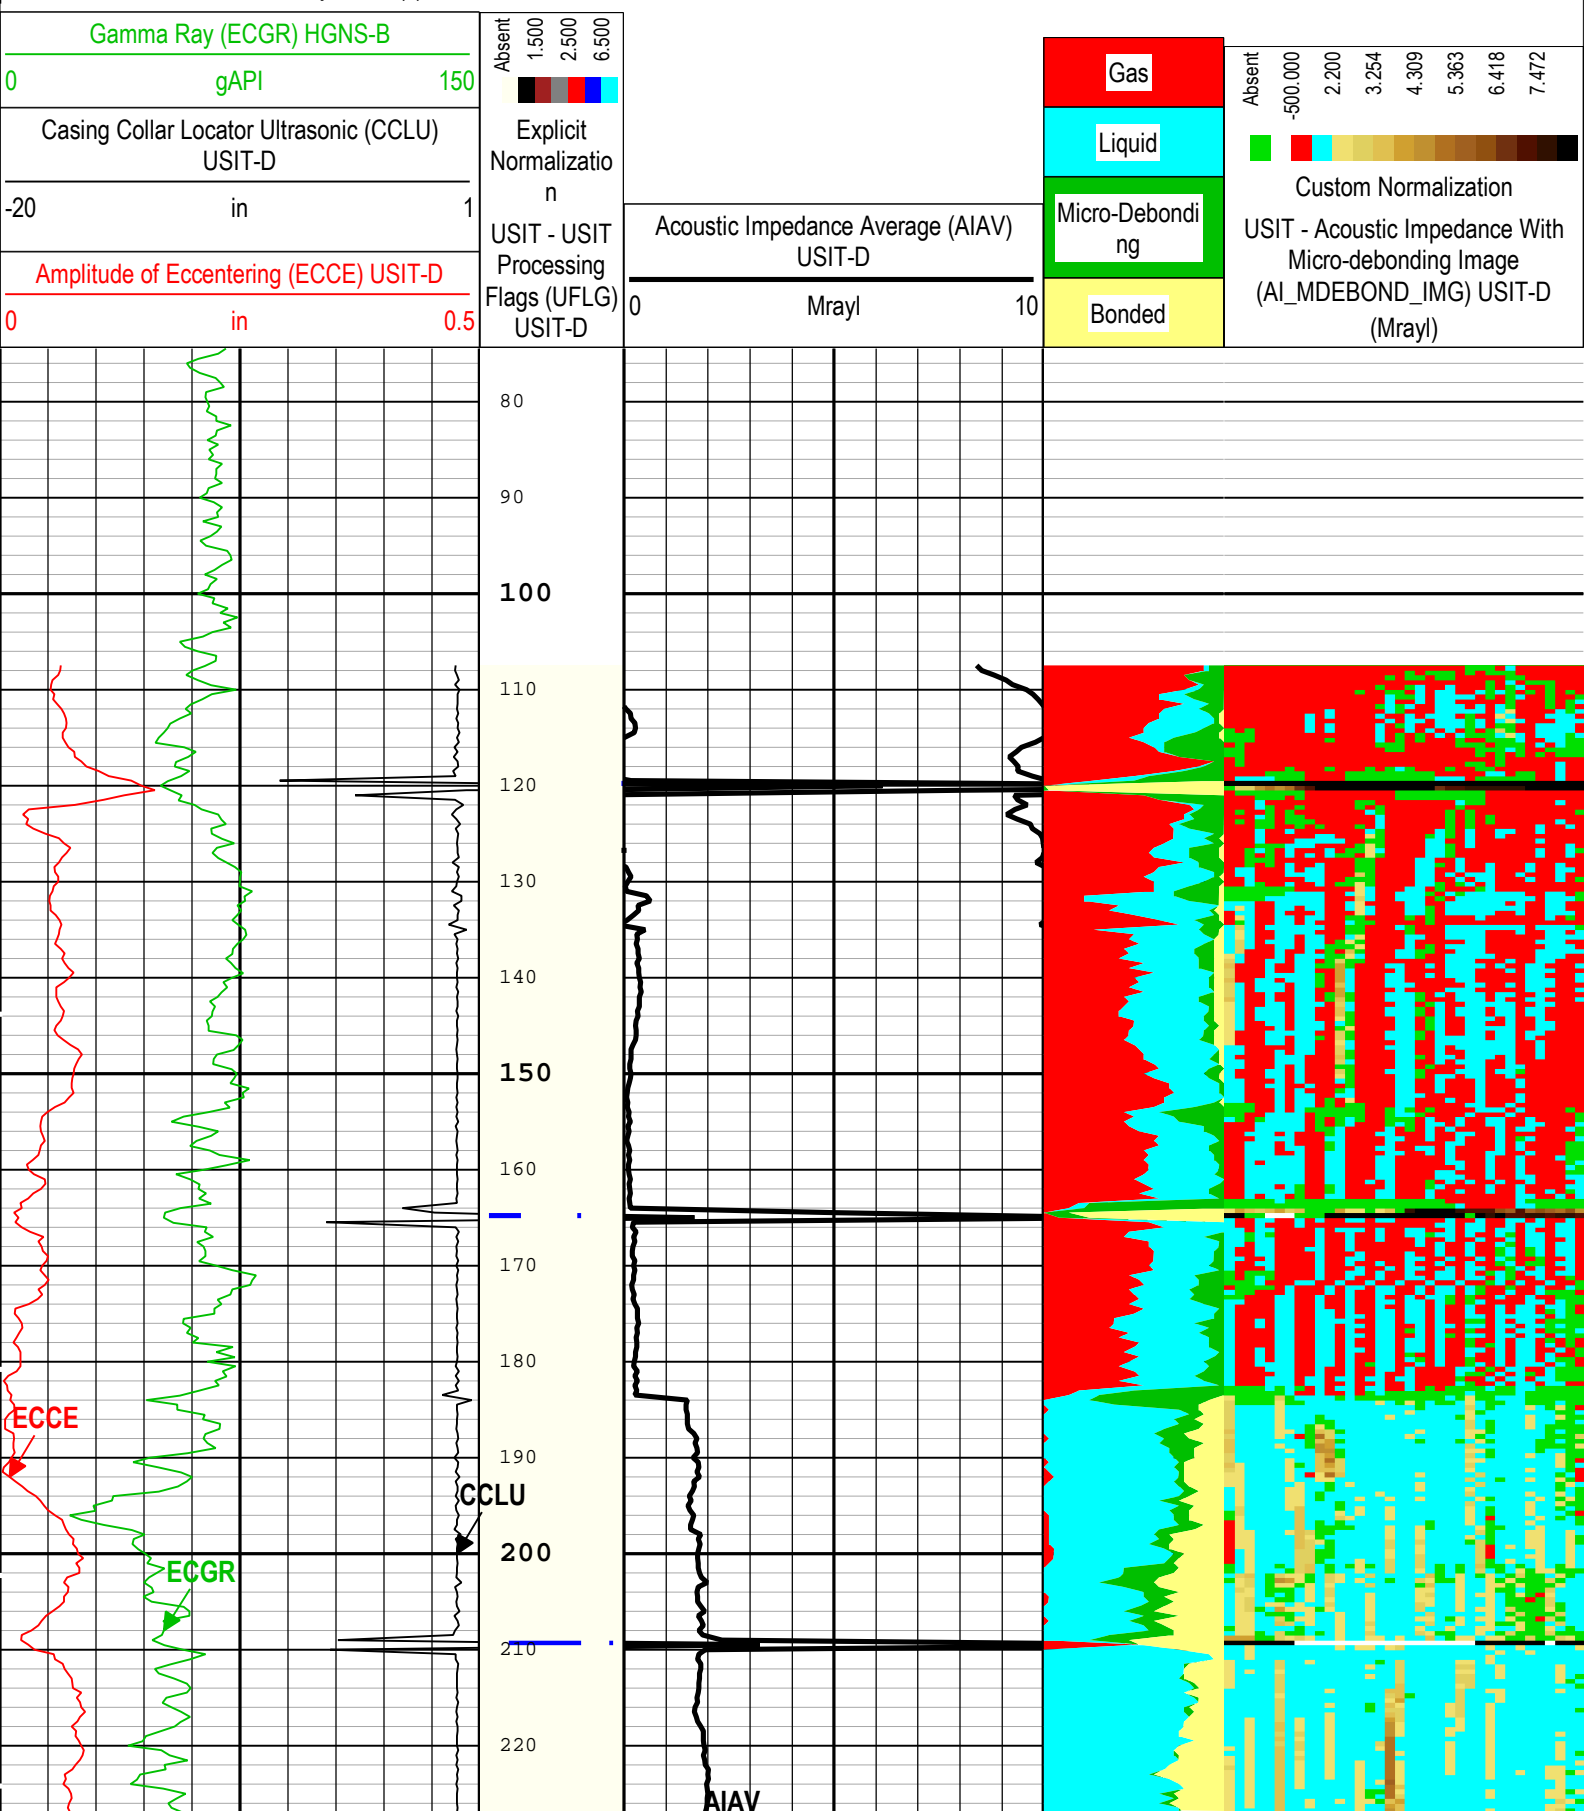 Gamma Ray (ECGR) HGNS-B
0 gAPI 150
Casing Collar Locator Ultrasonic (CCLU)
USIT-D
-20 in 1
Amplitude of Eccentering (ECCE) USIT-D
0 in 0.5
Absent
1.500
2.500
6.500
Explicit
Normalizatio
n
USIT - USIT
Processing
Flags (UFLG)
USIT-D
Acoustic Impedance Average (AIAV)
USIT-D
0 Mrayl 10
Gas
Liquid
Micro-Debondi
ng
Bonded
Absent
-500.000
2.200
3.254
4.309
5.363
6.418
7.472
Custom Normalization
USIT - Acoustic Impedance With
Micro-debonding Image
(AI_MDEBOND_IMG) USIT-D
(Mrayl)
80
90
100
110
120
130
140
150
160
170
180
ECCE
190
CCLU
200
ECGR
210
220
AIAV